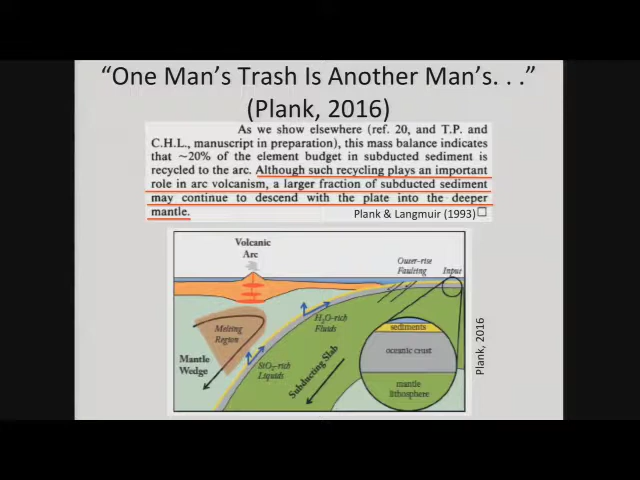 “One Man’s Trash Is Another Man’s. . .”
(Plank, 2016)
As we show elsewhere (ref. 20, and T.P. and
C.H.L., manuscript in preparation), this mass balance indicates
that ~20% of the element budget in subducted sediment is
recycled to the arc. Although such recycling plays an important
role in arc volcanism, a larger fraction of subducted sediment
may continue to descend with the plate into the deeper
mantle.
Plank & Langmuir (1993)
Volcanic
Arc
Outer-rise
Faulting
Input
H₂O-rich
Fluids
Melting
Region
sediments
oceanic crust
mantle
lithosphere
Mantle
Wedge
SiO₂-rich
Liquids
Subducting Slab
Plank, 2016